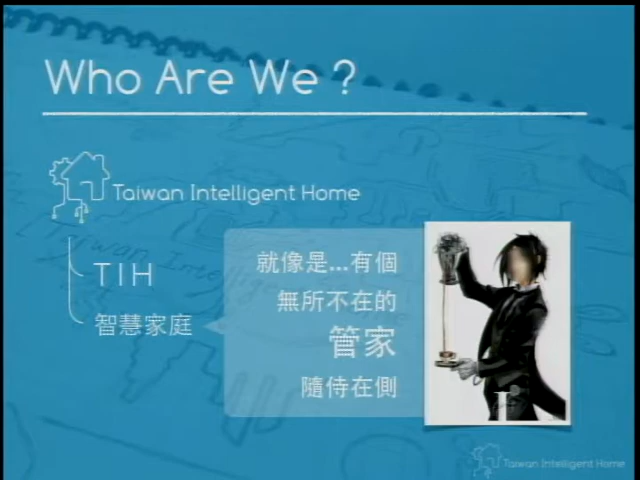 Who Are We ?
Taiwan Intelligent Home
TIH
智慧家庭
就像是...有個
無所不在的
管家
隨侍在側
Taiwan Intelligent Home